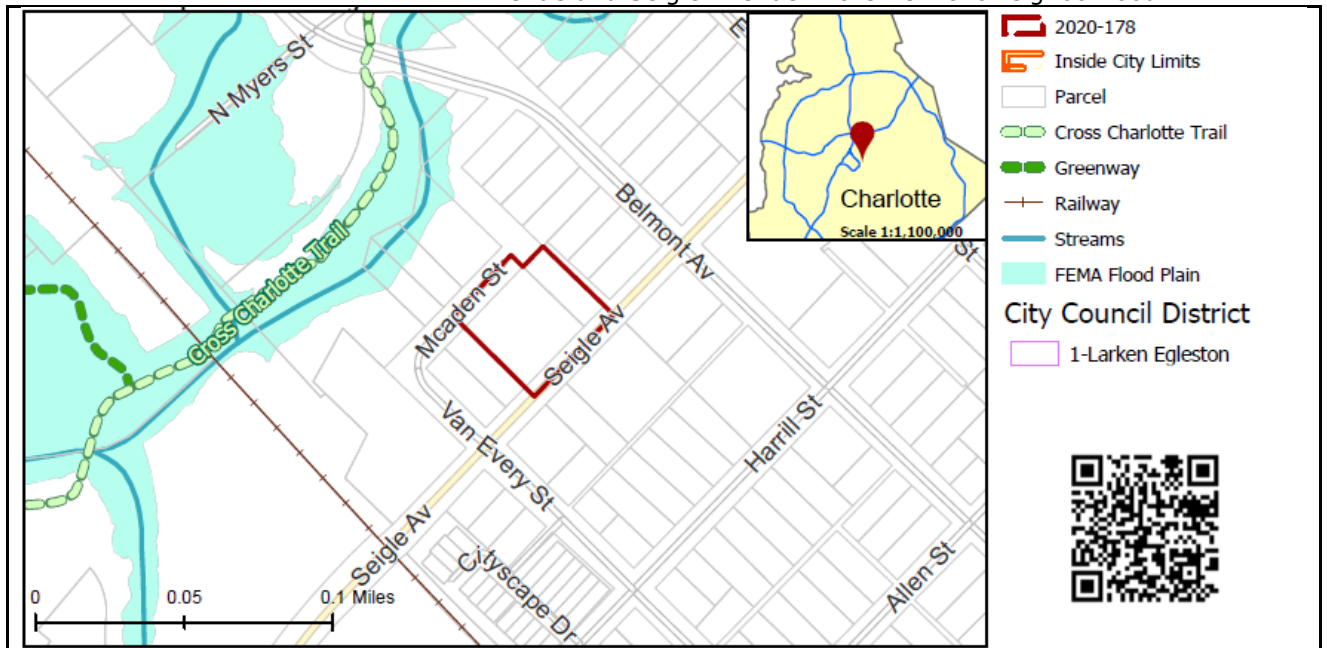 2020-178
Inside City Limits
Parcel
Cross Charlotte Trail
Greenway
Railway
Streams
FEMA Flood Plain
City Council District
1-Larken Egleston
N Myers St
Belmont Av
Mcaden St
Cross Charlotte Trail
Seigle Av
Van Every St
Harrill St
Seigle Av
Cityscape Dr
Allen St
St
Charlotte
Scale 1:1,100,000
0 0.05 0.1 Miles